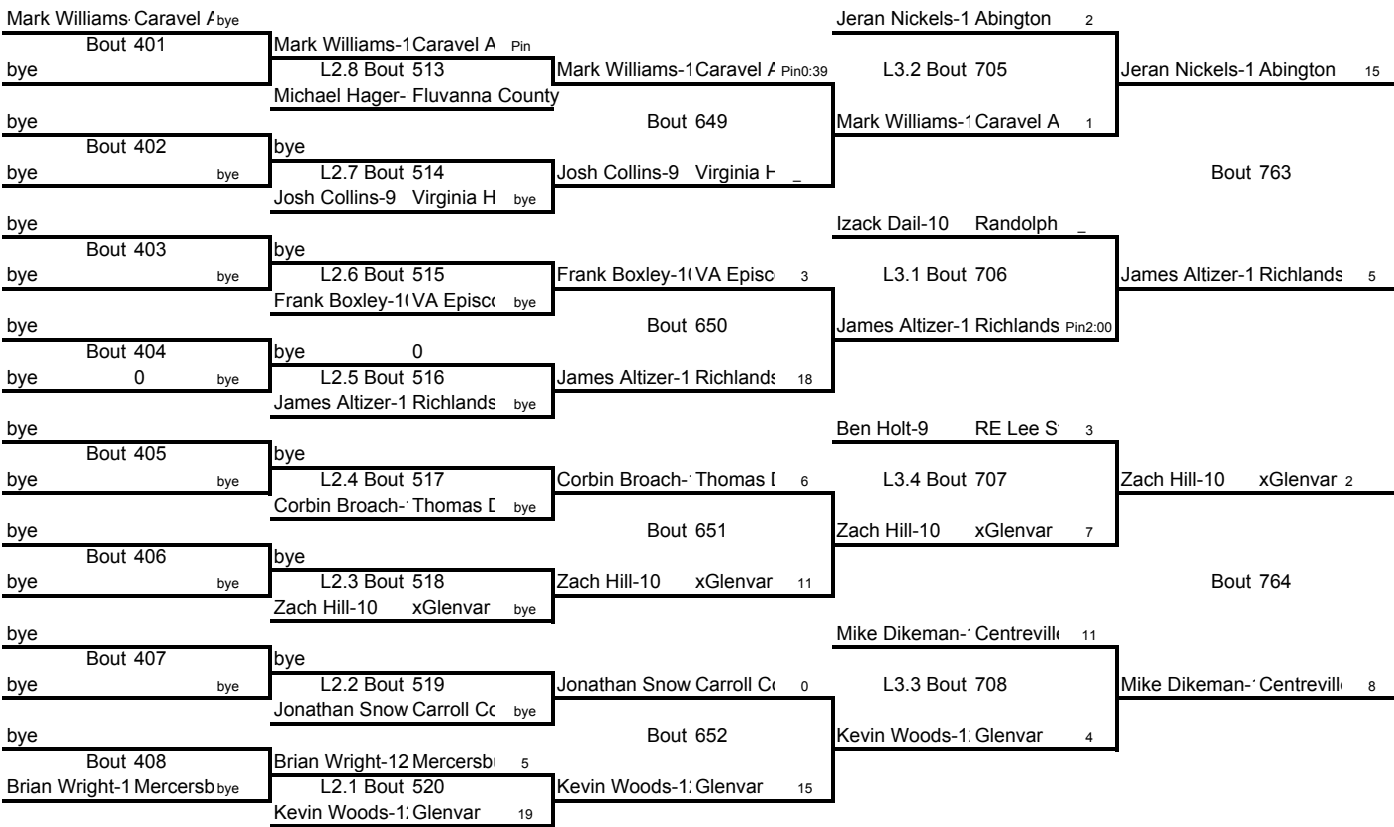 Mark Williams- Caravel A bye Jeran Nickels-1 Abington 2
Bout 401 Mark Williams-1 Caravel A Pin
bye L2.8 Bout 513 Mark Williams-1 Caravel A Pin0:39 L3.2 Bout 705 Jeran Nickels-1 Abington 15
Michael Hager- Fluvanna County
bye Bout 649 Mark Williams-1 Caravel A 1
Bout 402 bye
bye bye L2.7 Bout 514 Josh Collins-9 Virginia H _ Bout 763
Josh Collins-9 Virginia H bye
bye Izack Dail-10 Randolph _
Bout 403 bye
bye bye L2.6 Bout 515 Frank Boxley-10 VA Episc 3 L3.1 Bout 706 James Altizer-1 Richlands 5
Frank Boxley-10 VA Episco bye
bye Bout 650 James Altizer-1 Richlands Pin2:00
Bout 404 bye 0
bye 0 bye L2.5 Bout 516 James Altizer-1 Richlands 18
James Altizer-1 Richlands bye
bye Ben Holt-9 RE Lee S 3
Bout 405 bye
bye bye L2.4 Bout 517 Corbin Broach- Thomas D 6 L3.4 Bout 707 Zach Hill-10 xGlenvar 2
Corbin Broach- Thomas D bye
bye Bout 651 Zach Hill-10 xGlenvar 7
Bout 406 bye
bye bye L2.3 Bout 518 Zach Hill-10 xGlenvar 11 Bout 764
Zach Hill-10 xGlenvar bye
bye Mike Dikeman- Centreville 11
Bout 407 bye
bye bye L2.2 Bout 519 Jonathan Snow Carroll Co 0 L3.3 Bout 708 Mike Dikeman- Centreville 8
Jonathan Snow Carroll Co bye
bye Bout 652 Kevin Woods-1 Glenvar 4
Bout 408 Brian Wright-12 Mercersb 5
Brian Wright-1 Mercersb bye L2.1 Bout 520 Kevin Woods-1 Glenvar 15
Kevin Woods-1 Glenvar 19